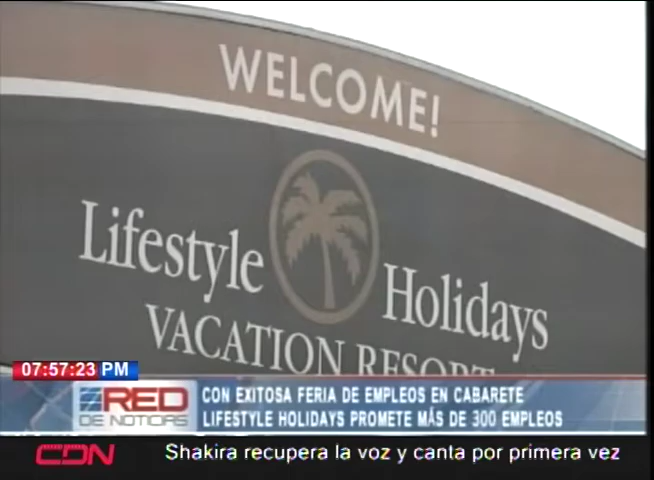 WELCOME!
Lifestyle Holidays
VACATION RESORT
07:57:23 PM
RED
DE NOTICIAS
CON EXITOSA FERIA DE EMPLEOS EN CABARETE
LIFESTYLE HOLIDAYS PROMETE MÁS DE 300 EMPLEOS
CDN
Shakira recupera la voz y canta por primera vez